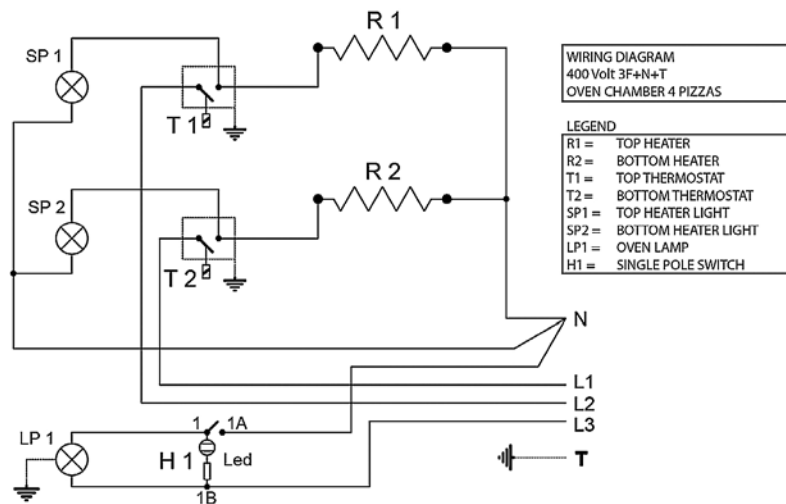 R 1
SP 1
T 1
R 2
SP 2
T 2
WIRING DIAGRAM
400 Volt 3F+N+T
OVEN CHAMBER 4 PIZZAS
LEGEND
R1 = TOP HEATER
R2 = BOTTOM HEATER
T1 = TOP THERMOSTAT
T2 = BOTTOM THERMOSTAT
SP1 = TOP HEATER LIGHT
SP2 = BOTTOM HEATER LIGHT
LP1 = OVEN LAMP
H1 = SINGLE POLE SWITCH
N
L1
L2
L3
1 1A
LP 1
H 1 Led
1B
T